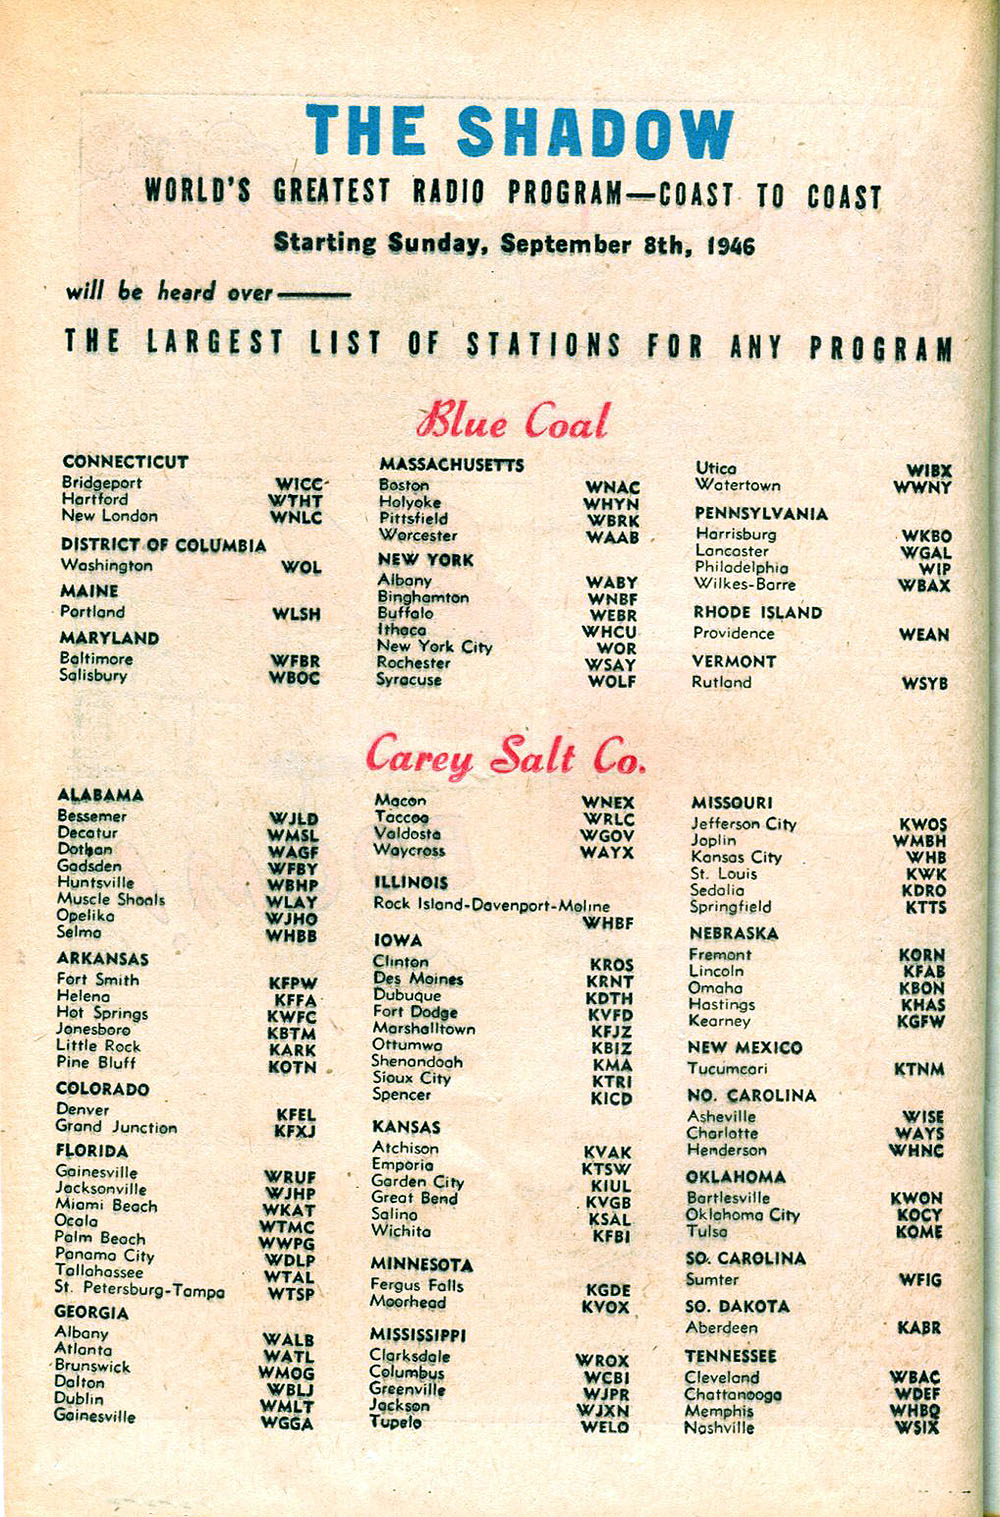 THE SHADOW
WORLD'S GREATEST RADIO PROGRAM—COAST TO COAST
Starting Sunday, September 8th, 1946
will be heard over——
THE LARGEST LIST OF STATIONS FOR ANY PROGRAM
Blue Coal
CONNECTICUT
Bridgeport WICC
Hartford WTHT
New London WNLC
DISTRICT OF COLUMBIA
Washington WOL
MAINE
Portland WLSH
MARYLAND
Baltimore WFBR
Salisbury WBOC
MASSACHUSETTS
Boston WNAC
Holyoke WHYN
Pittsfield WBRK
Worcester WAAB
NEW YORK
Albany WABY
Binghamton WNBF
Buffalo WEBR
Ithaca WHCU
New York City WOR
Rochester WSAY
Syracuse WOLF
Utica WIBX
Watertown WWNY
PENNSYLVANIA
Harrisburg WKBO
Lancaster WGAL
Philadelphia WIP
Wilkes-Barre WBAX
RHODE ISLAND
Providence WEAN
VERMONT
Rutland WSYB
Carey Salt Co.
ALABAMA
Bessemer WJLD
Decatur WMSL
Dothan WAGF
Gadsden WFBY
Huntsville WBHP
Muscle Shoals WLAY
Opelika WJHO
Selma WHBB
ARKANSAS
Fort Smith KFPW
Helena KFFA
Hot Springs KWFC
Jonesboro KBTM
Little Rock KARK
Pine Bluff KOTN
COLORADO
Denver KFEL
Grand Junction KFXJ
FLORIDA
Gainesville WRUF
Jacksonville WJHP
Miami Beach WKAT
Ocala WTMC
Palm Beach WWPG
Panama City WDLP
Tallahassee WTAL
St. Petersburg-Tampa WTSP
GEORGIA
Albany WALB
Atlanta WATL
Brunswick WMOG
Dalton WBLJ
Dublin WMLT
Gainesville WGGA
Macon WNEX
Taccoa WRLC
Valdosta WGOV
Waycross WAYX
ILLINOIS
Rock Island-Davenport-Moline
WHBF
IOWA
Clinton KROS
Des Moines KRNT
Dubuque KDTH
Fort Dodge KVFD
Marshalltown KFJZ
Ottumwa KBIZ
Shenandoah KMA
Sioux City KTRI
Spencer KICD
KANSAS
Atchison KVAK
Emporia KTSW
Garden City KIUL
Great Bend KVGB
Salina KSAL
Wichita KFBI
MINNESOTA
Fergus Falls KGDE
Moorhead KVOX
MISSISSIPPI
Clarksdale WROX
Columbus WCBI
Greenville WJPR
Jackson WJXN
Tupelo WELO
MISSOURI
Jefferson City KWOS
Joplin WMBH
Kansas City WHB
St. Louis KWK
Sedalia KDRO
Springfield KTTS
NEBRASKA
Fremont KORN
Lincoln KFAB
Omaha KBON
Hastings KHAS
Kearney KGFW
NEW MEXICO
Tucumcari KTNM
NO. CAROLINA
Asheville WISE
Charlotte WAYS
Henderson WHNC
OKLAHOMA
Bartlesville KWON
Oklahoma City KOCY
Tulsa KOME
SO. CAROLINA
Sumter WFIG
SO. DAKOTA
Aberdeen KABR
TENNESSEE
Cleveland WBAC
Chattanooga WDEF
Memphis WHBQ
Nashville WSIX